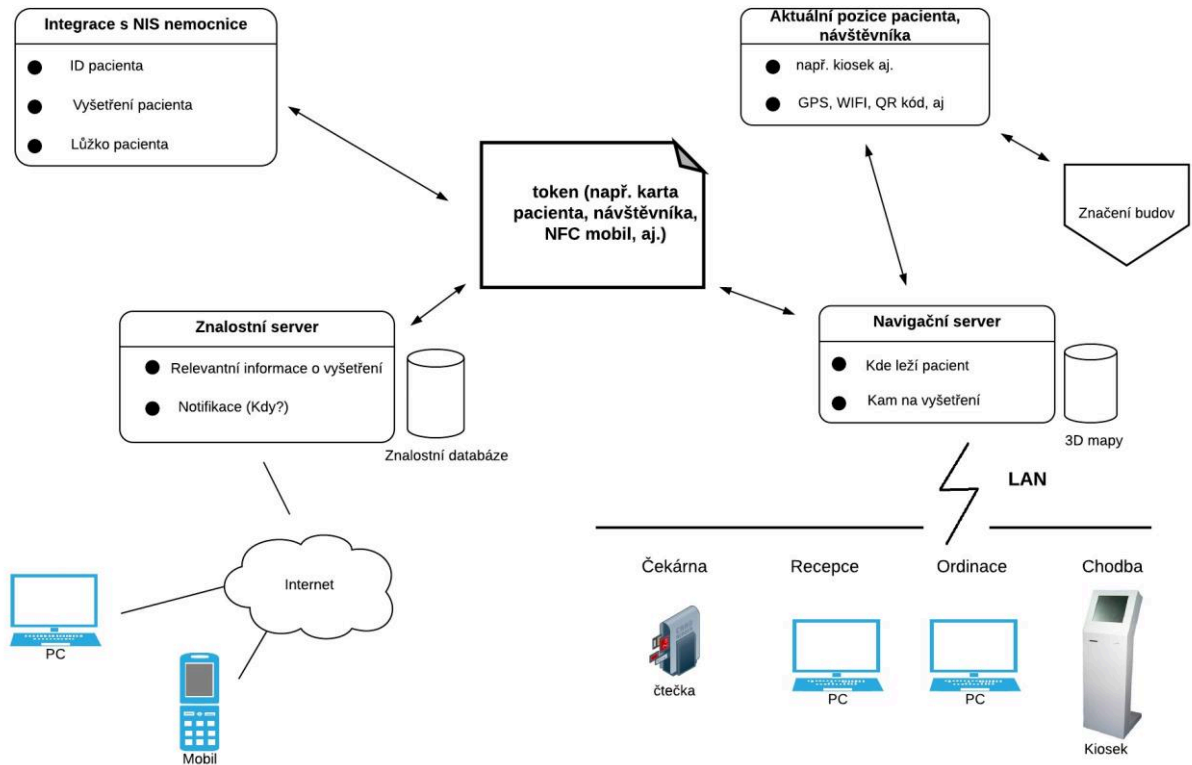 Integrace s NIS nemocnice
ID pacienta
Vyšetření pacienta
Lůžko pacienta
Aktuální pozice pacienta,
návštěvníka
např. kiosek aj.
GPS, WIFI, QR kód, aj
token (např. karta
pacienta, návštěvníka,
NFC mobil, aj.)
Značení budov
Znalostní server
Relevantní informace o vyšetření
Notifikace (Kdy?)
Znalostní databáze
Navigační server
Kde leží pacient
Kam na vyšetření
3D mapy
LAN
Internet
PC
Mobil
Čekárna
Recepce
Ordinace
Chodba
čtečka
PC
PC
Kiosek